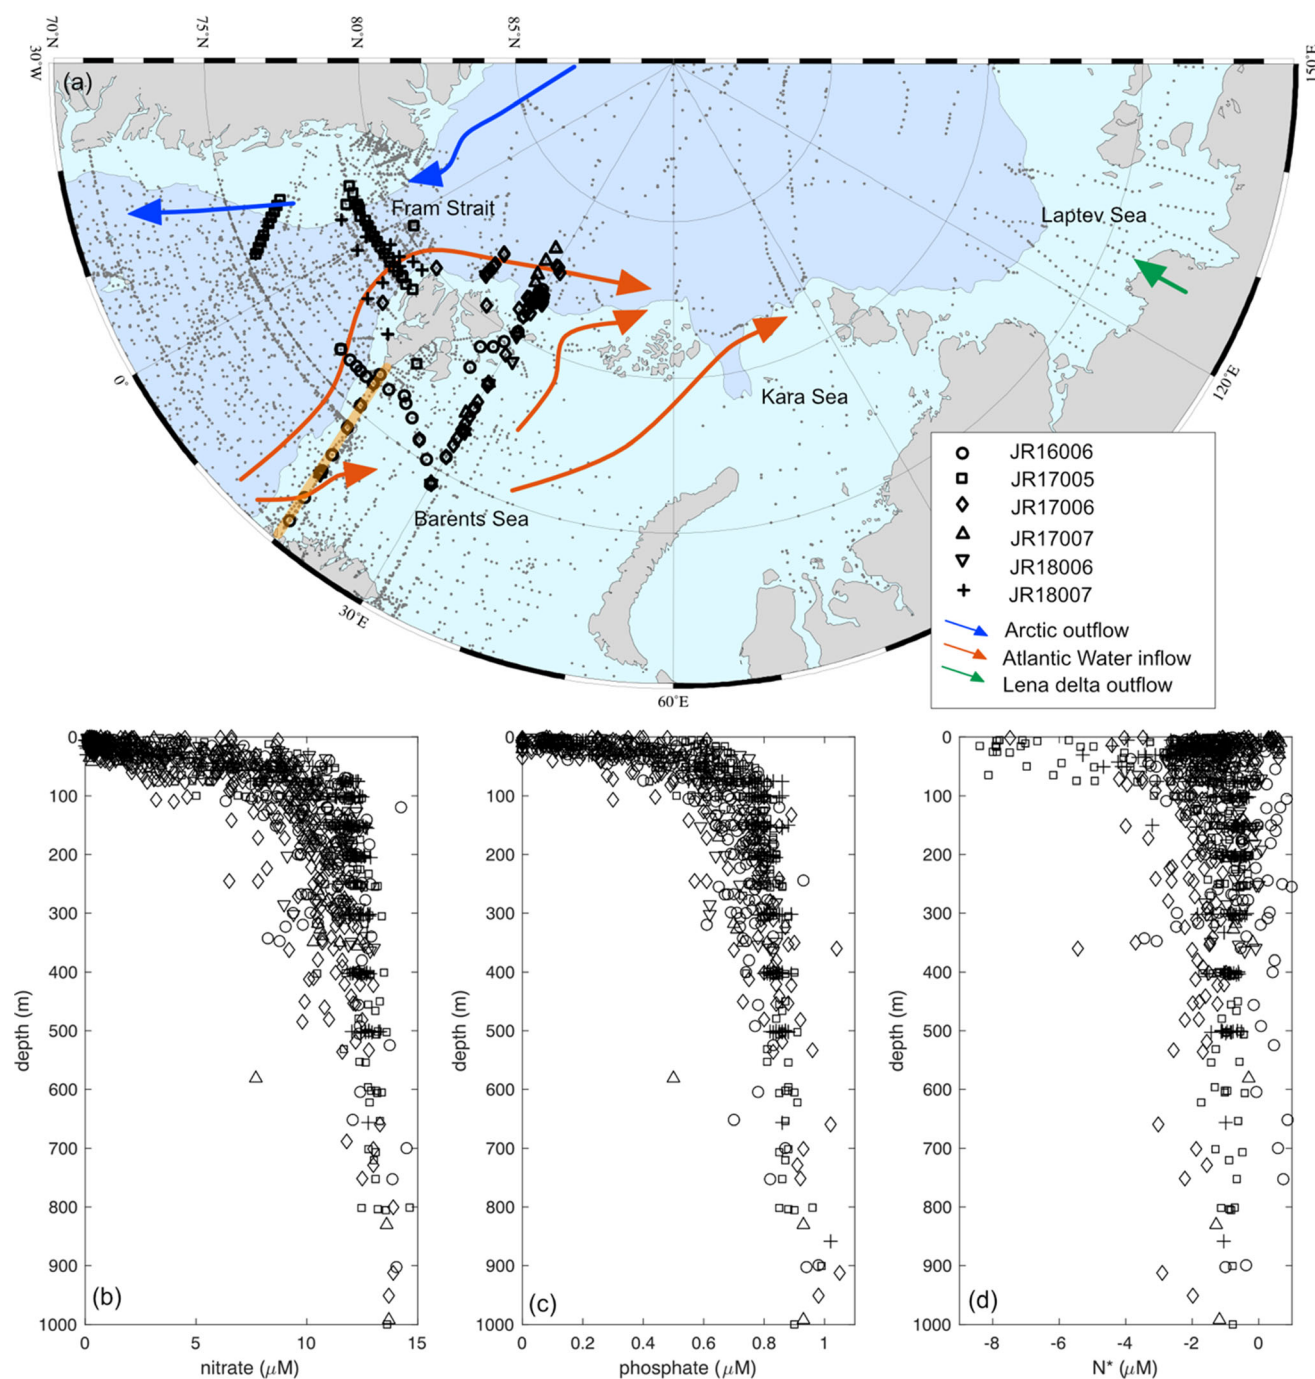 70˚N
75˚N
80˚N
85˚N
30˚W
150˚E
(a)
Fram Strait
Laptev Sea
0˚
Kara Sea
120˚E
Barents Sea
30˚E
60˚E
JR16006
JR17005
JR17006
JR17007
JR18006
JR18007
Arctic outflow
Atlantic Water inflow
Lena delta outflow
0
100
200
300
400
500
600
700
800
900
1000
depth (m)
(b)
0
5
10
15
nitrate (μM)
0
100
200
300
400
500
600
700
800
900
1000
depth (m)
(c)
0
0.2
0.4
0.6
0.8
1
phosphate (μM)
0
100
200
300
400
500
600
700
800
900
1000
depth (m)
(d)
-8
-6
-4
-2
0
N* (μM)